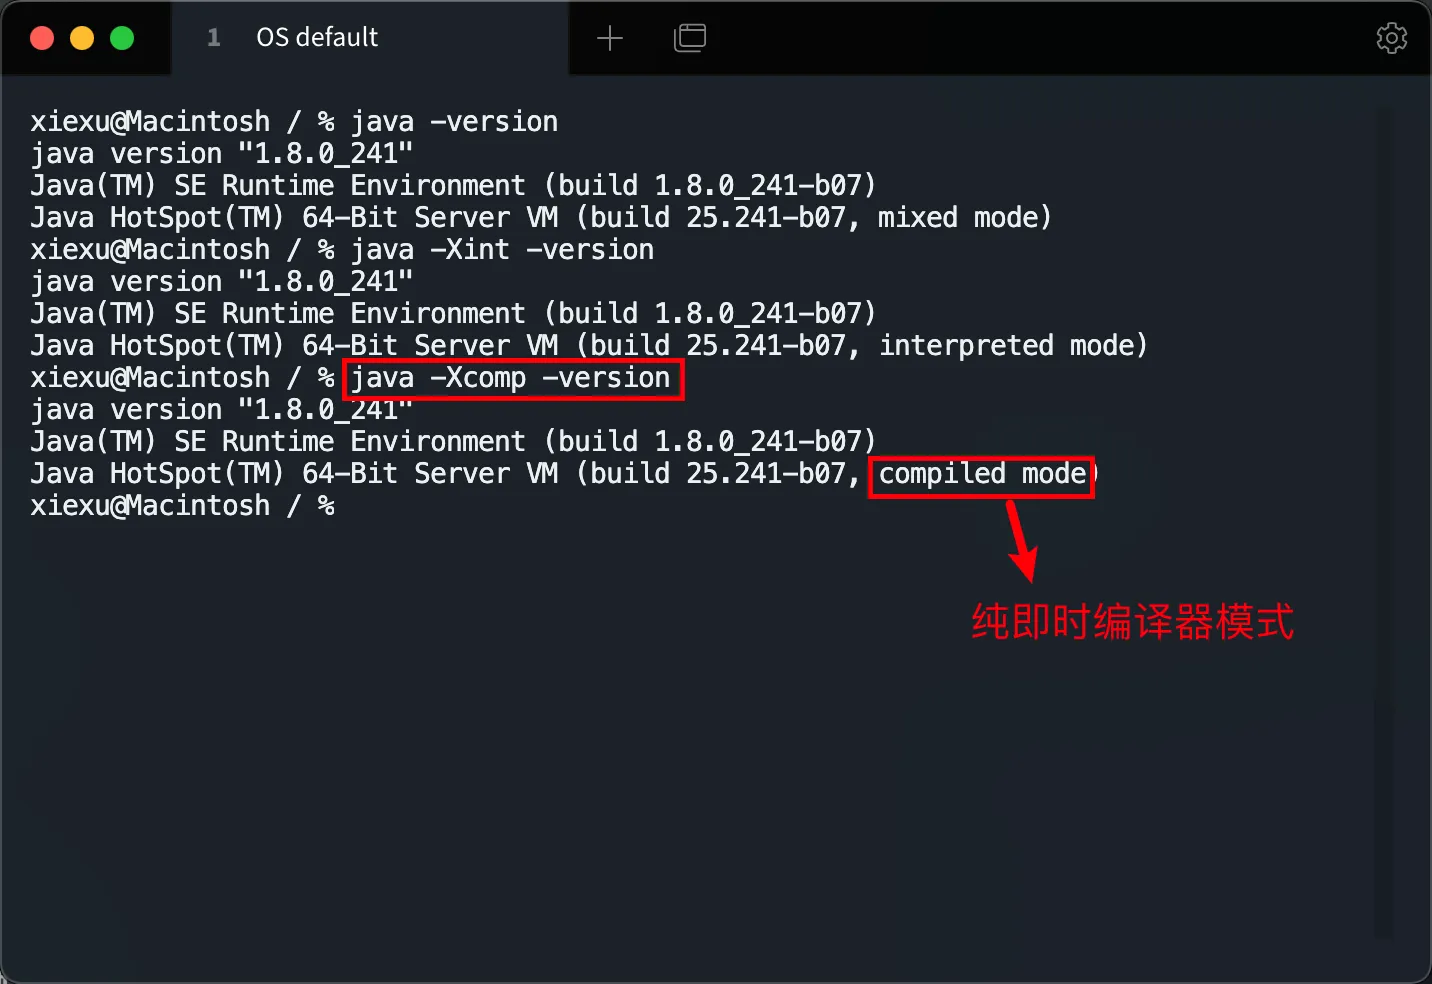 1 OS default
xiexu@Macintosh / % java -version
java version "1.8.0_241"
Java(TM) SE Runtime Environment (build 1.8.0_241-b07)
Java HotSpot(TM) 64-Bit Server VM (build 25.241-b07, mixed mode)
xiexu@Macintosh / % java -Xint -version
java version "1.8.0_241"
Java(TM) SE Runtime Environment (build 1.8.0_241-b07)
Java HotSpot(TM) 64-Bit Server VM (build 25.241-b07, interpreted mode)
xiexu@Macintosh / % java -Xcomp -version
java version "1.8.0_241"
Java(TM) SE Runtime Environment (build 1.8.0_241-b07)
Java HotSpot(TM) 64-Bit Server VM (build 25.241-b07, compiled mode)
xiexu@Macintosh / %
纯即时编译器模式